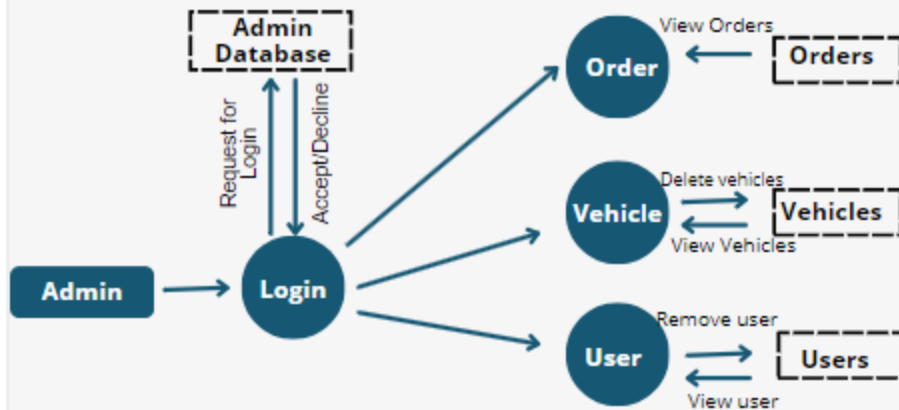 Admin
Database
Request for
Login
Accept/Decline
Admin
Login
Order
View Orders
Orders
Vehicle
Delete vehicles
View Vehicles
Vehicles
User
Remove user
View user
Users